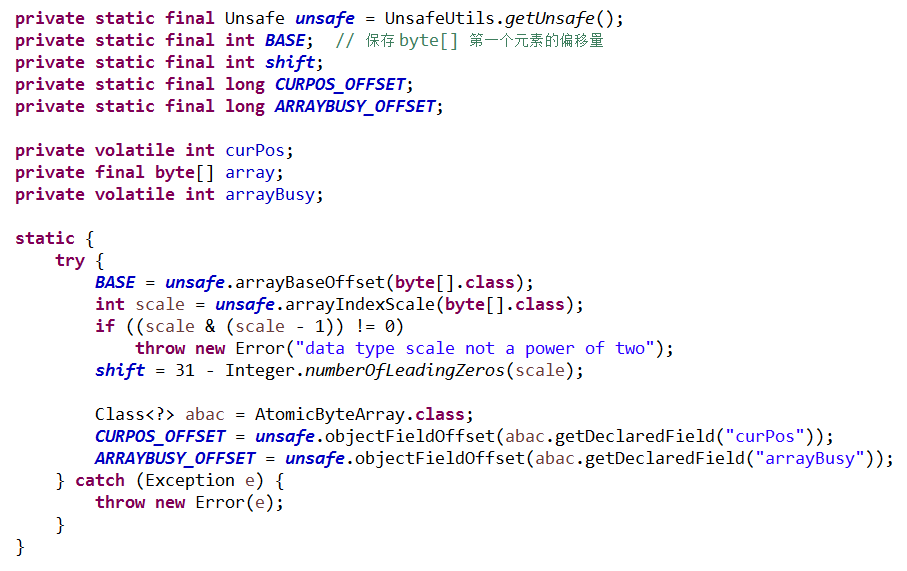 private static final Unsafe unsafe = UnsafeUtils.getUnsafe();
private static final int BASE;  // 保存 byte[] 第一个元素的偏移量
private static final int shift;
private static final long CURPOS_OFFSET;
private static final long ARRAYBUSY_OFFSET;

private volatile int curPos;
private final byte[] array;
private volatile int arrayBusy;

static {
    try {
        BASE = unsafe.arrayBaseOffset(byte[].class);
        int scale = unsafe.arrayIndexScale(byte[].class);
        if ((scale & (scale - 1)) != 0)
            throw new Error("data type scale not a power of two");
        shift = 31 - Integer.numberOfLeadingZeros(scale);

        Class<?> abac = AtomicByteArray.class;
        CURPOS_OFFSET = unsafe.objectFieldOffset(abac.getDeclaredField("curPos"));
        ARRAYBUSY_OFFSET = unsafe.objectFieldOffset(abac.getDeclaredField("arrayBusy"));
    } catch (Exception e) {
        throw new Error(e);
    }
}